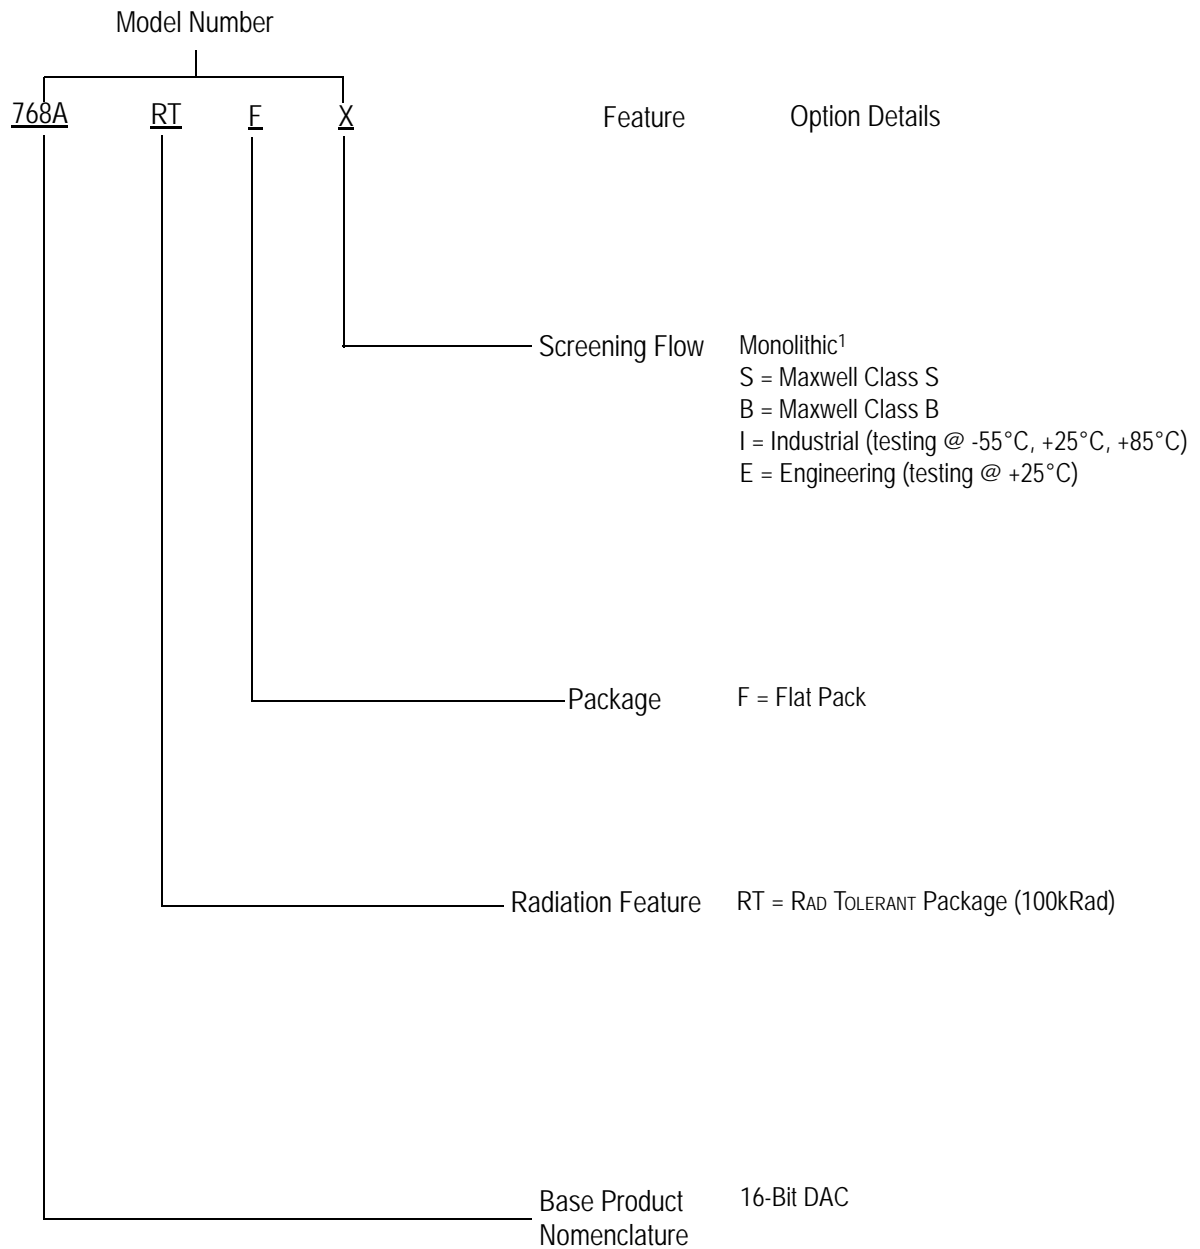 Model Number
768A RT F X Feature Option Details
Screening Flow Monolithic1
S = Maxwell Class S
B = Maxwell Class B
I = Industrial (testing @ -55°C, +25°C, +85°C)
E = Engineering (testing @ +25°C)
Package F = Flat Pack
Radiation Feature RT = RAD TOLERANT Package (100kRad)
Base Product 16-Bit DAC
Nomenclature